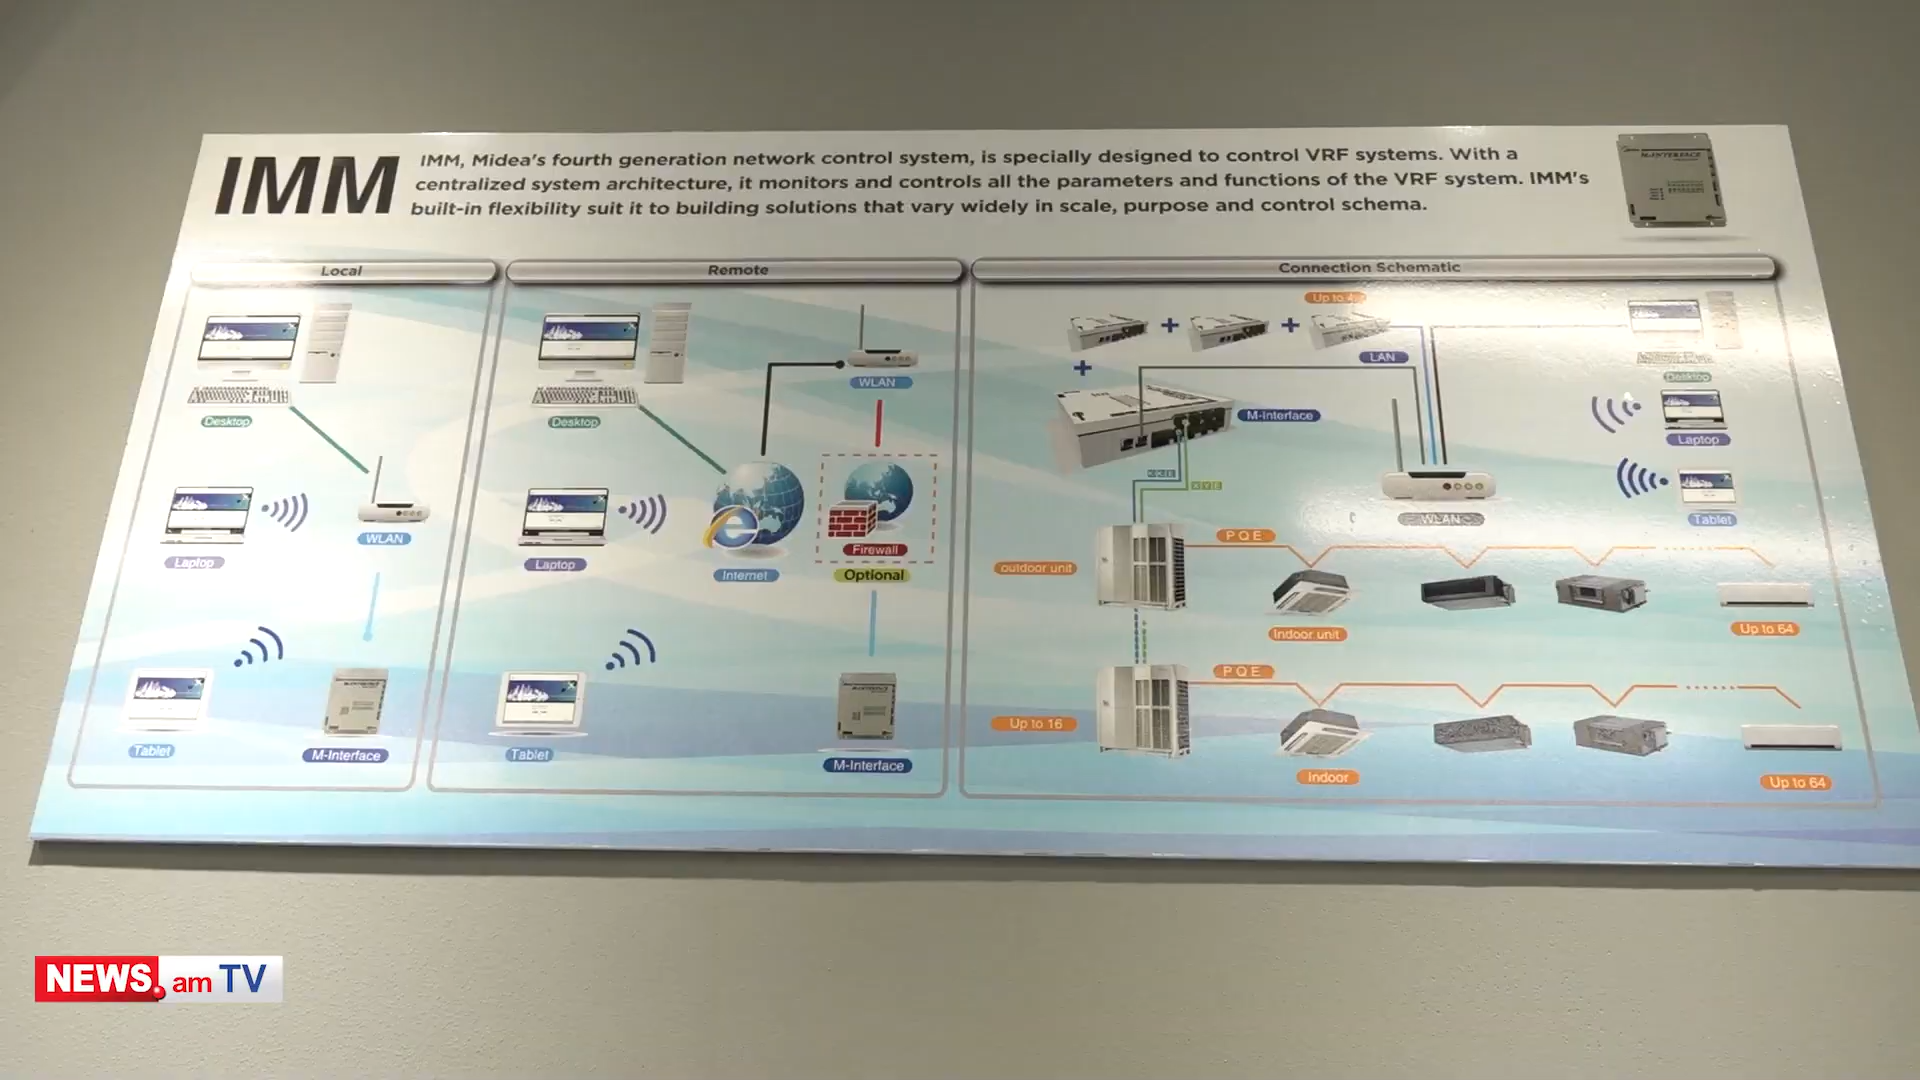 IMM
IMM, Midea's fourth generation network control system, is specially designed to control VRF systems. With a
centralized system architecture, it monitors and controls all the parameters and functions of the VRF system. IMM's
built-in flexibility suit it to building solutions that vary widely in scale, purpose and control schema.
M-INTERFACE
Local
Desktop
Laptop
WLAN
Tablet
M-Interface
Remote
Desktop
WLAN
Laptop
Internet
Firewall
Optional
Tablet
M-Interface
Connection Schematic
Up to 4
LAN
Desktop
M-Interface
Laptop
K K E
X Y E
WLAN
Tablet
P Q E
outdoor unit
Indoor unit
Up to 64
P Q E
Up to 16
Indoor
Up to 64
NEWS.am TV